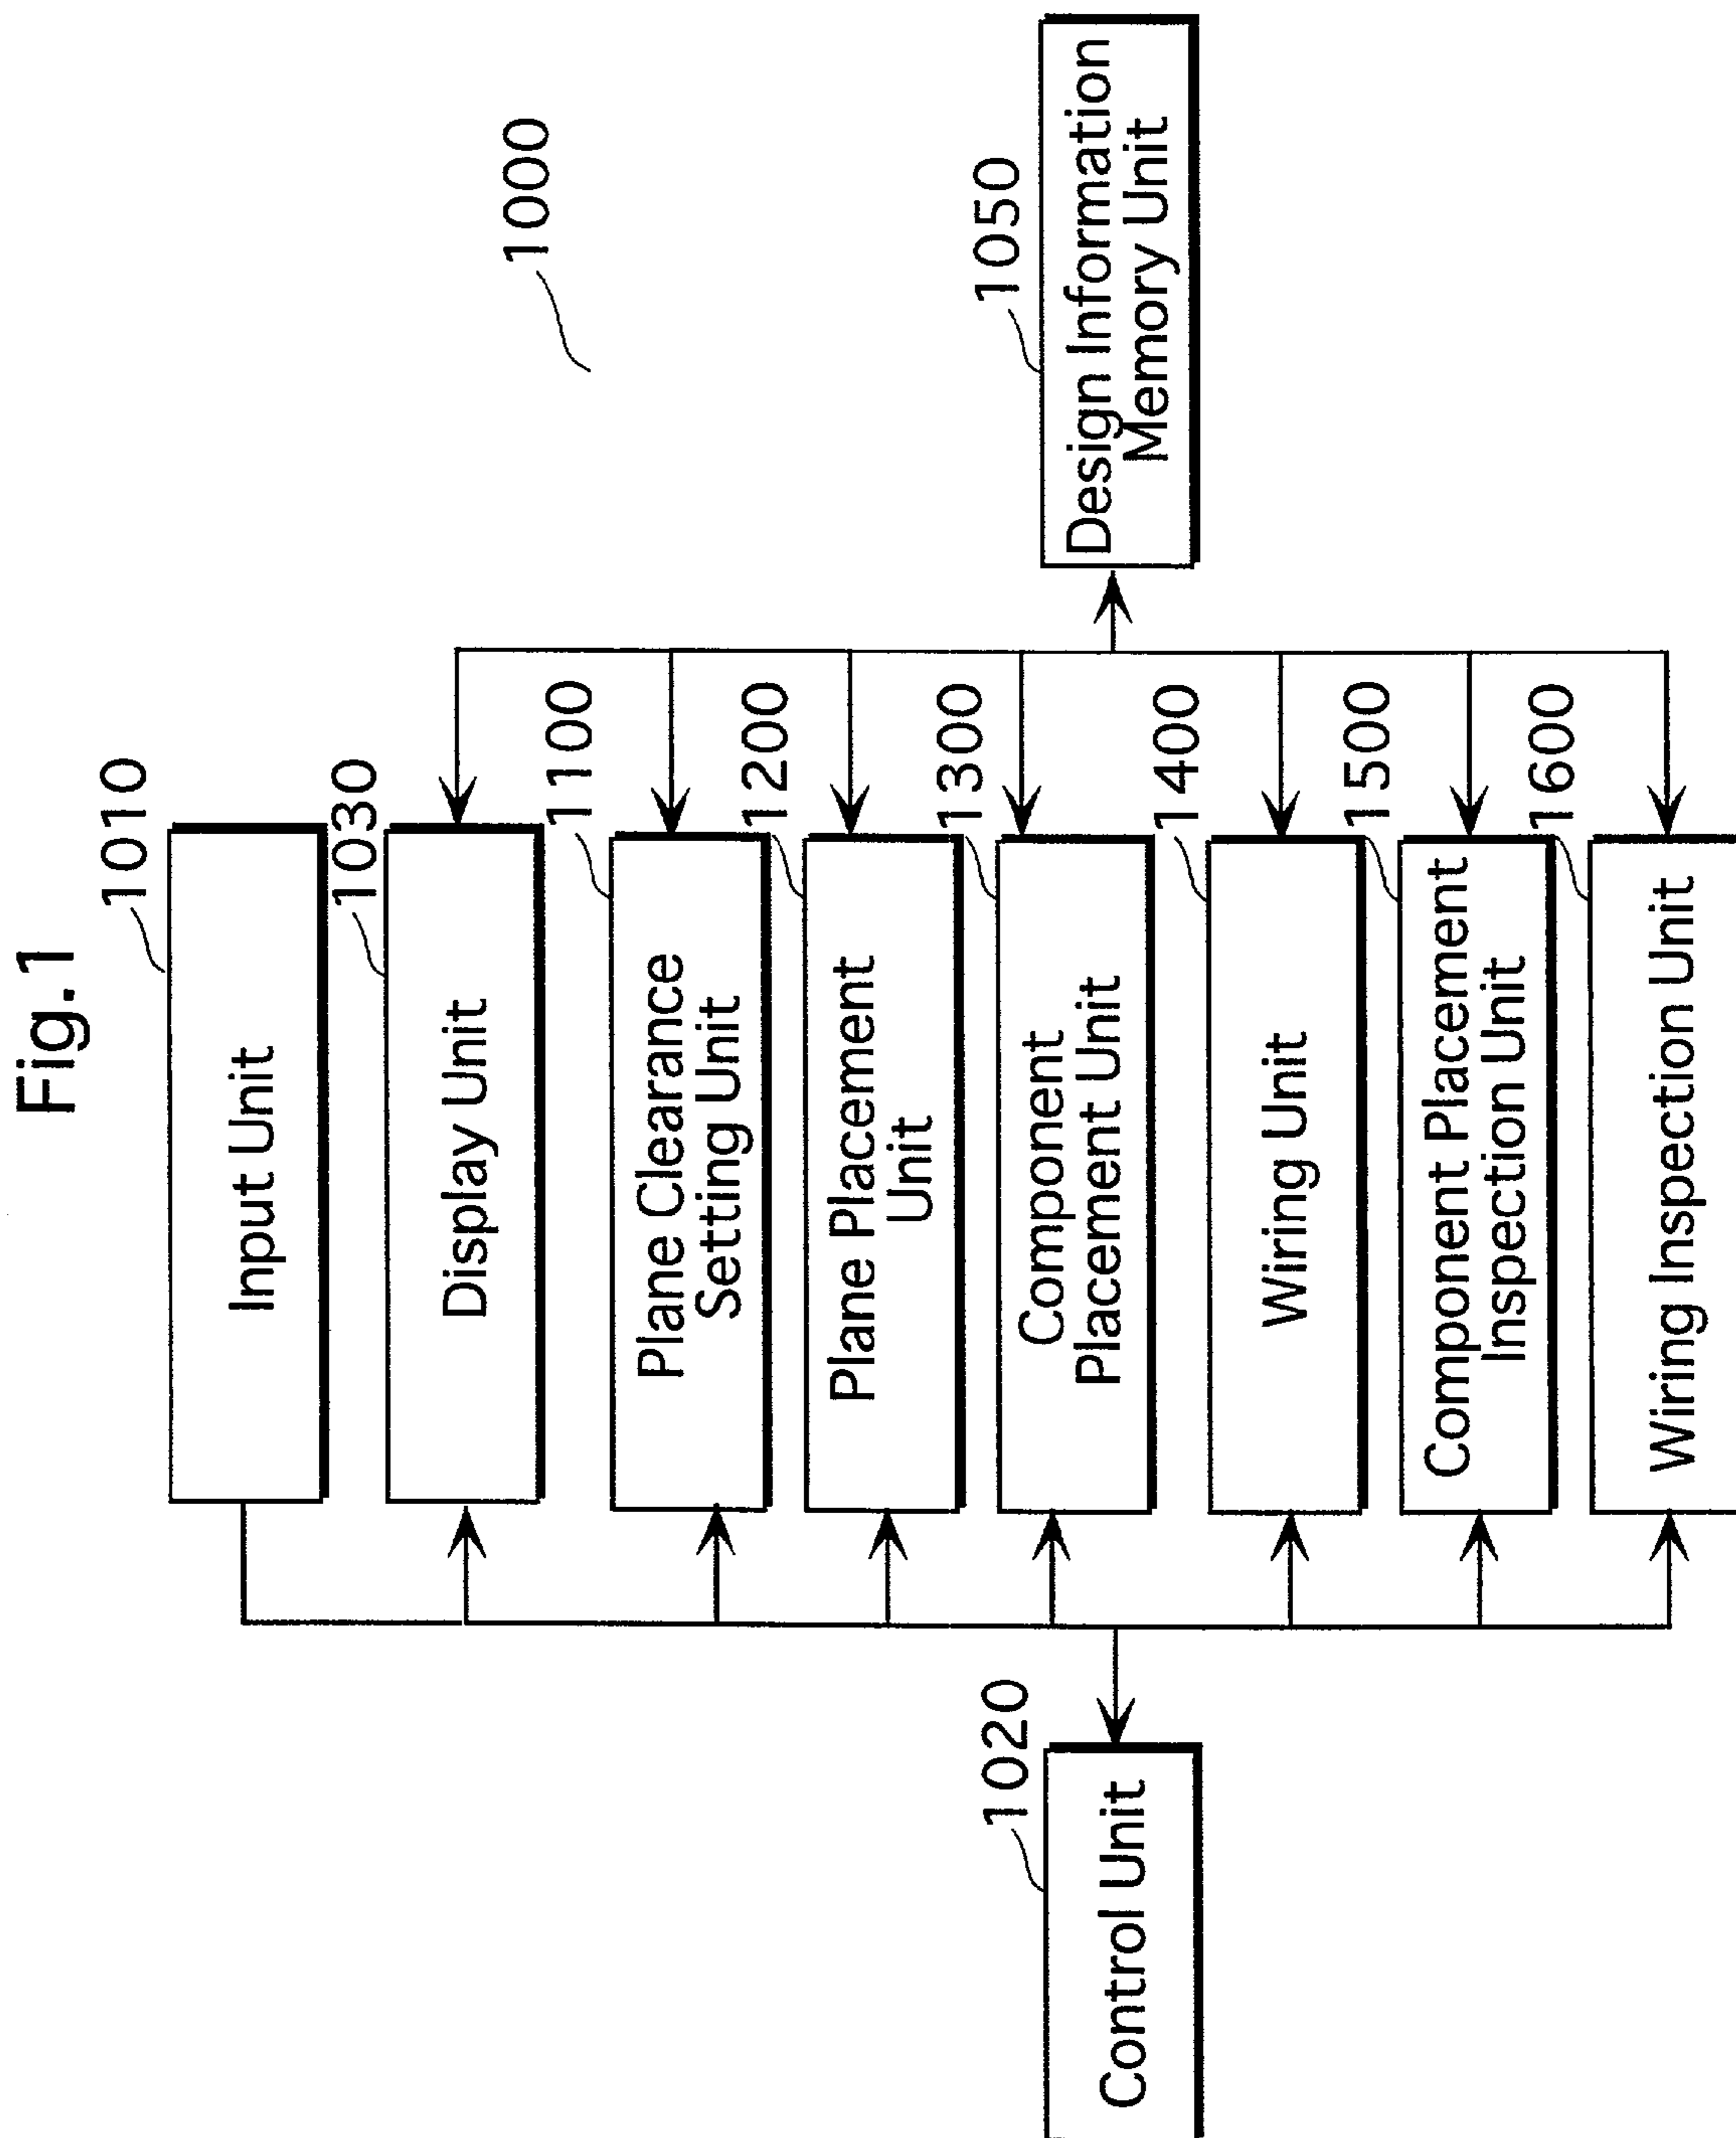 Fig.1
1000
1010
Input Unit
1030
Display Unit
1100
Plane Clearance
Setting Unit
1200
Plane Placement
Unit
1300
Component
Placement Unit
1400
Wiring Unit
1500
Component Placement
Inspection Unit
1600
Wiring Inspection Unit
1020
Control Unit
1050
Design Information
Memory Unit